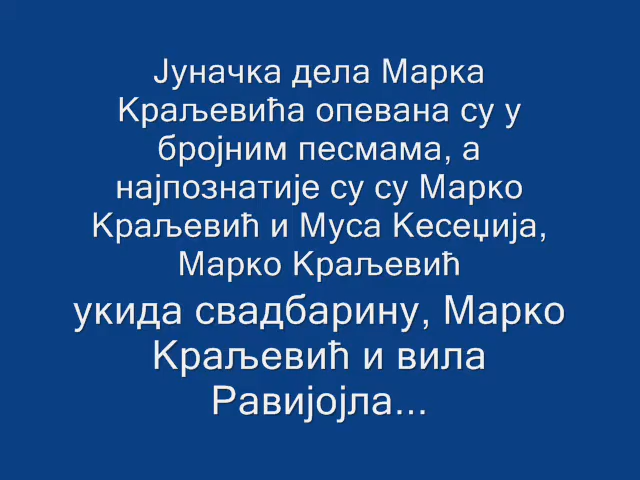 Јуначка дела Марка
Краљевића опевана су у
бројним песмама, а
најпознатије су су Марко
Краљевић и Муса Кесеџија,
Марко Краљевић
укида свадбарину, Марко
Краљевић и вила
Равијојла...